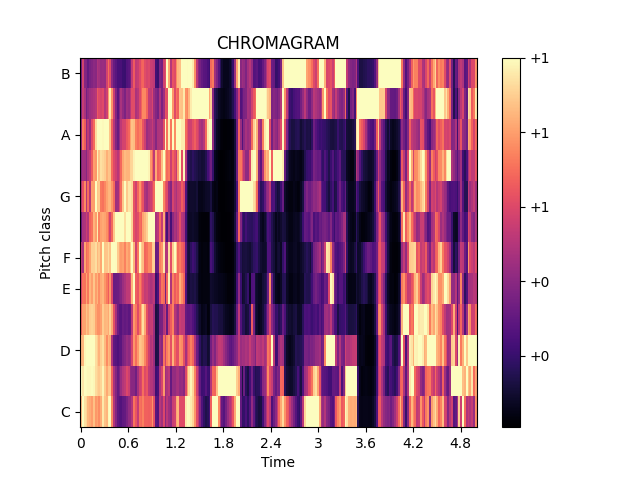 CHROMAGRAM
B
A
G
F
E
D
C
Pitch class
0 0.6 1.2 1.8 2.4 3 3.6 4.2 4.8
Time
+1
+1
+1
+0
+0